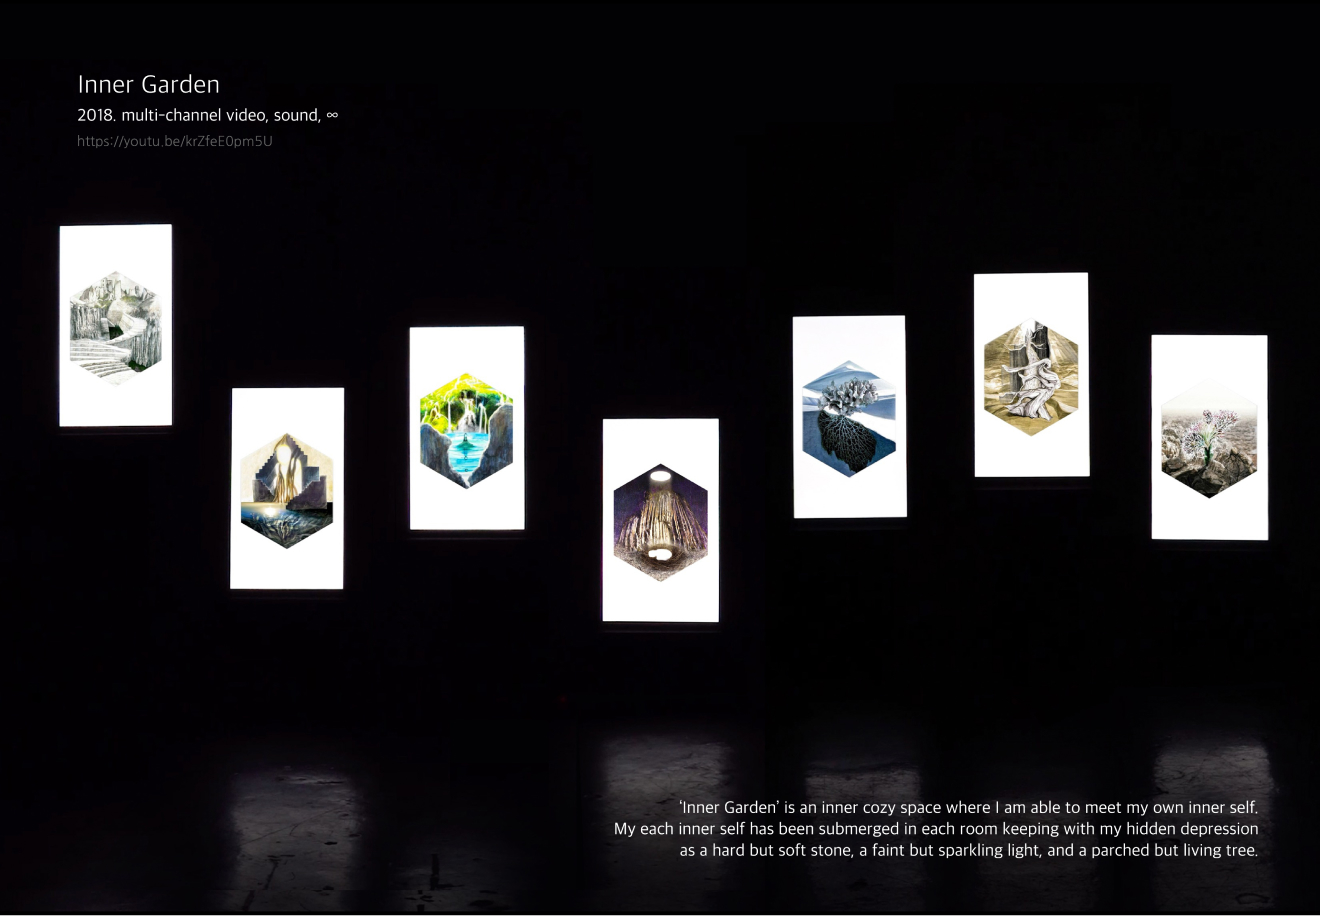 Inner Garden
2018. multi-channel video, sound, ∞
https://youtu.be/krZfeE0pm5U
‘Inner Garden’ is an inner cozy space where I am able to meet my own inner self.
My each inner self has been submerged in each room keeping with my hidden depression
as a hard but soft stone, a faint but sparkling light, and a parched but living tree.